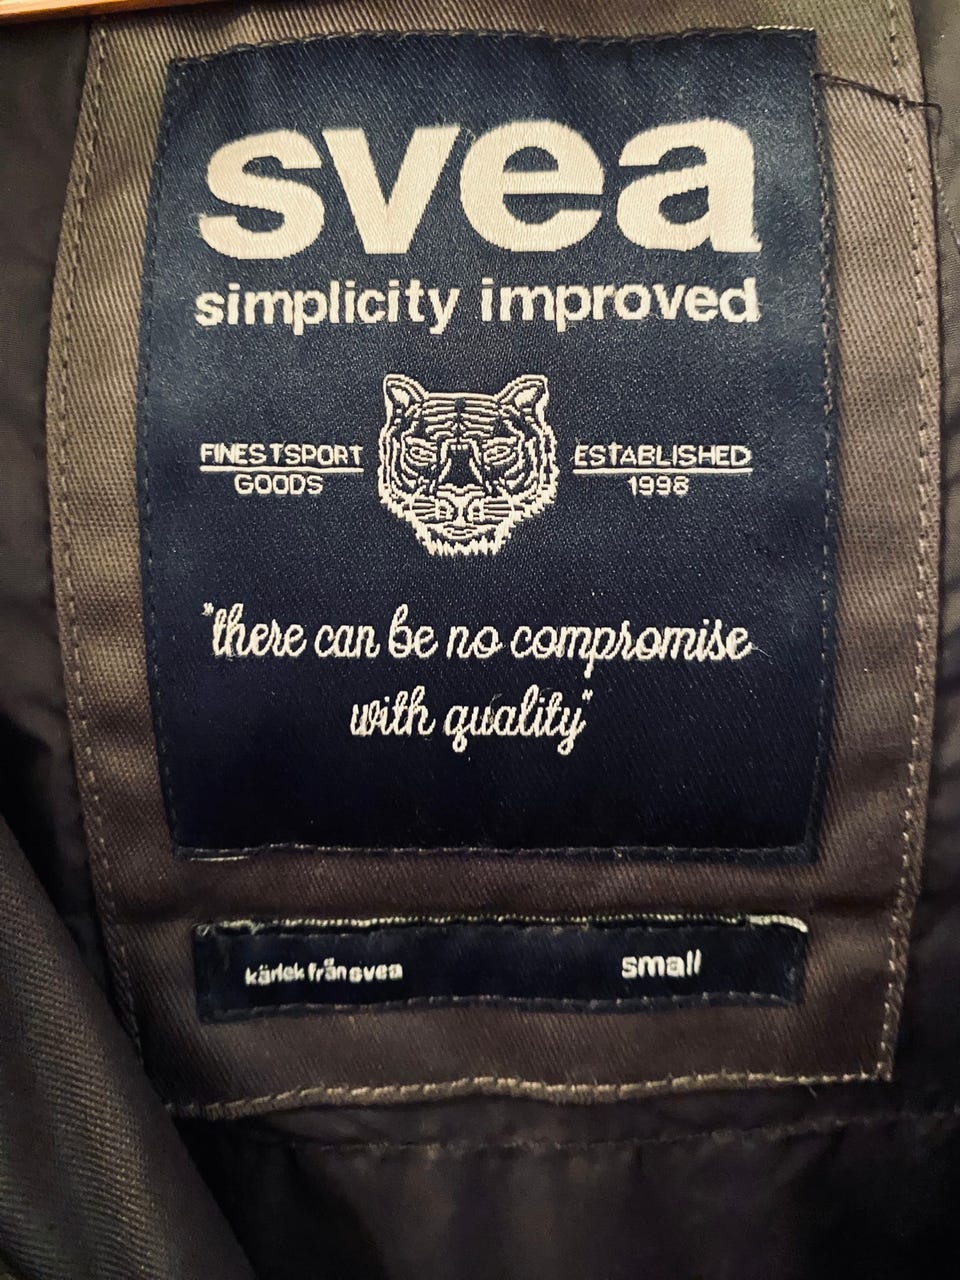 svea
simplicity improved
FINESTSPORT
GOODS
ESTABLISHED
1998
"there can be no compromise
with quality"
kärlek från svea
small